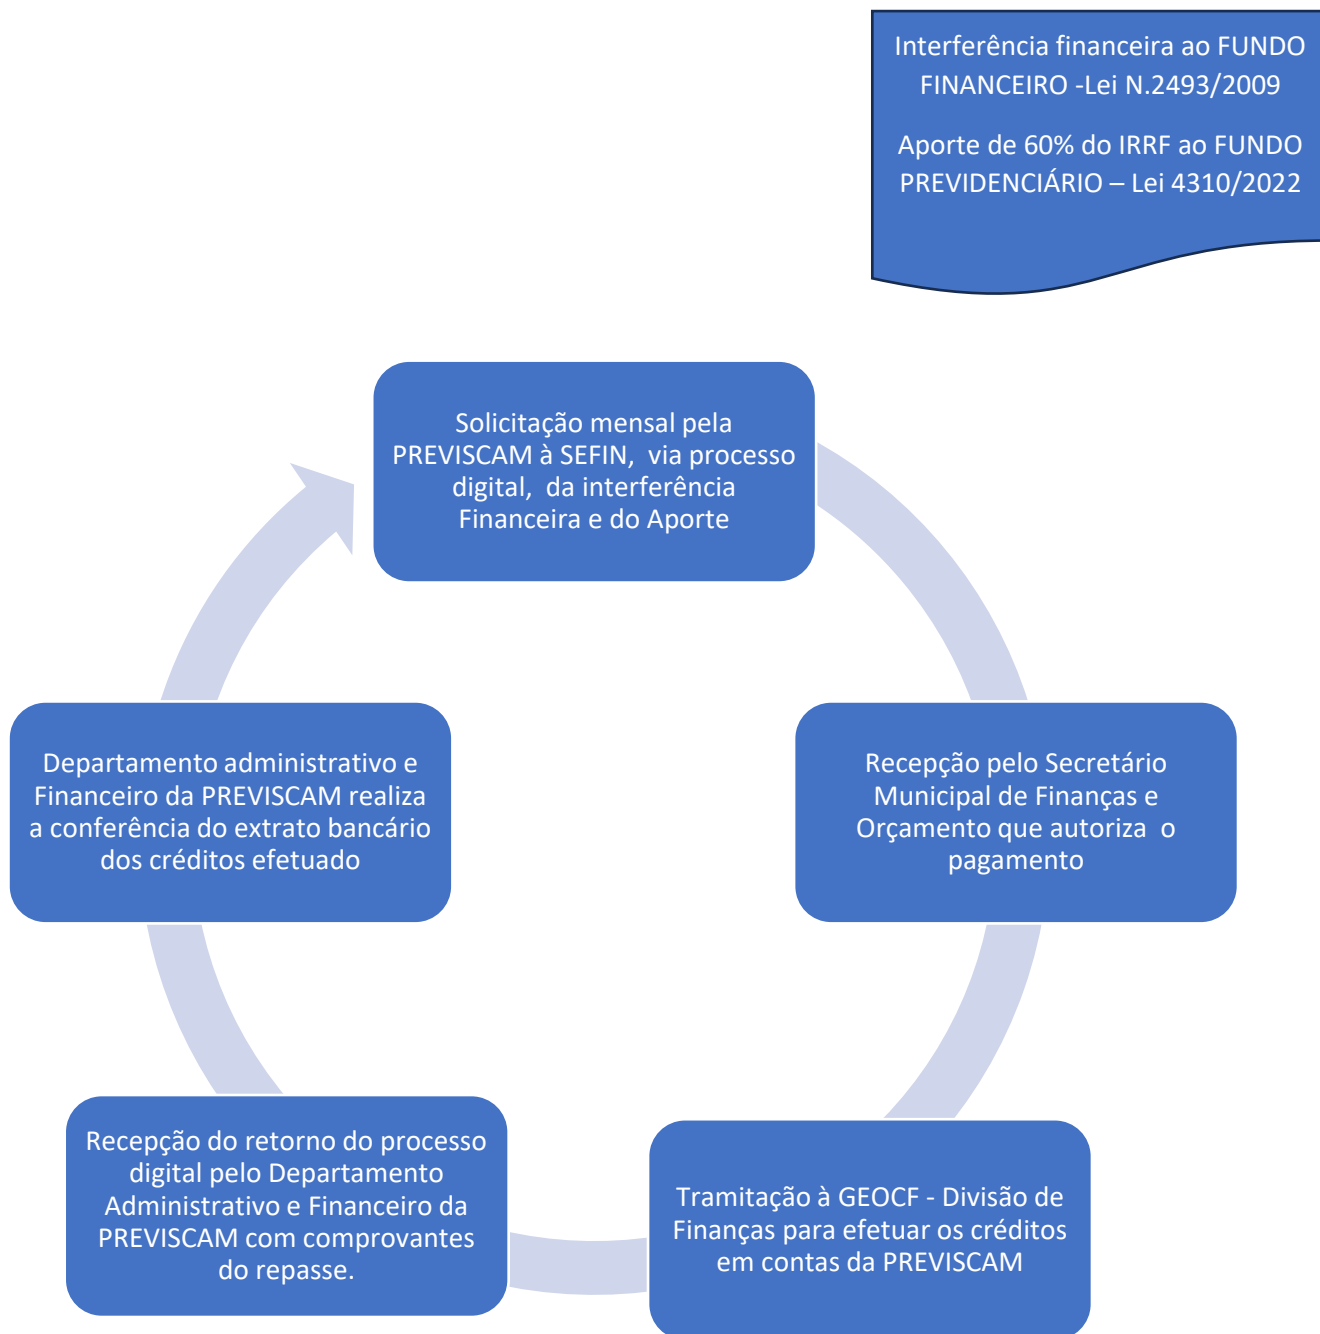 Interferência financeira ao FUNDO
FINANCEIRO -Lei N.2493/2009
Aporte de 60% do IRRF ao FUNDO
PREVIDENCIÁRIO – Lei 4310/2022
Solicitação mensal pela
PREVISCAM à SEFIN, via processo
digital, da interferência
Financeira e do Aporte
Recepção pelo Secretário
Municipal de Finanças e
Orçamento que autoriza o
pagamento
Tramitação à GEOCF - Divisão de
Finanças para efetuar os créditos
em contas da PREVISCAM
Recepção do retorno do processo
digital pelo Departamento
Administrativo e Financeiro da
PREVISCAM com comprovantes
do repasse.
Departamento administrativo e
Financeiro da PREVISCAM realiza
a conferência do extrato bancário
dos créditos efetuado